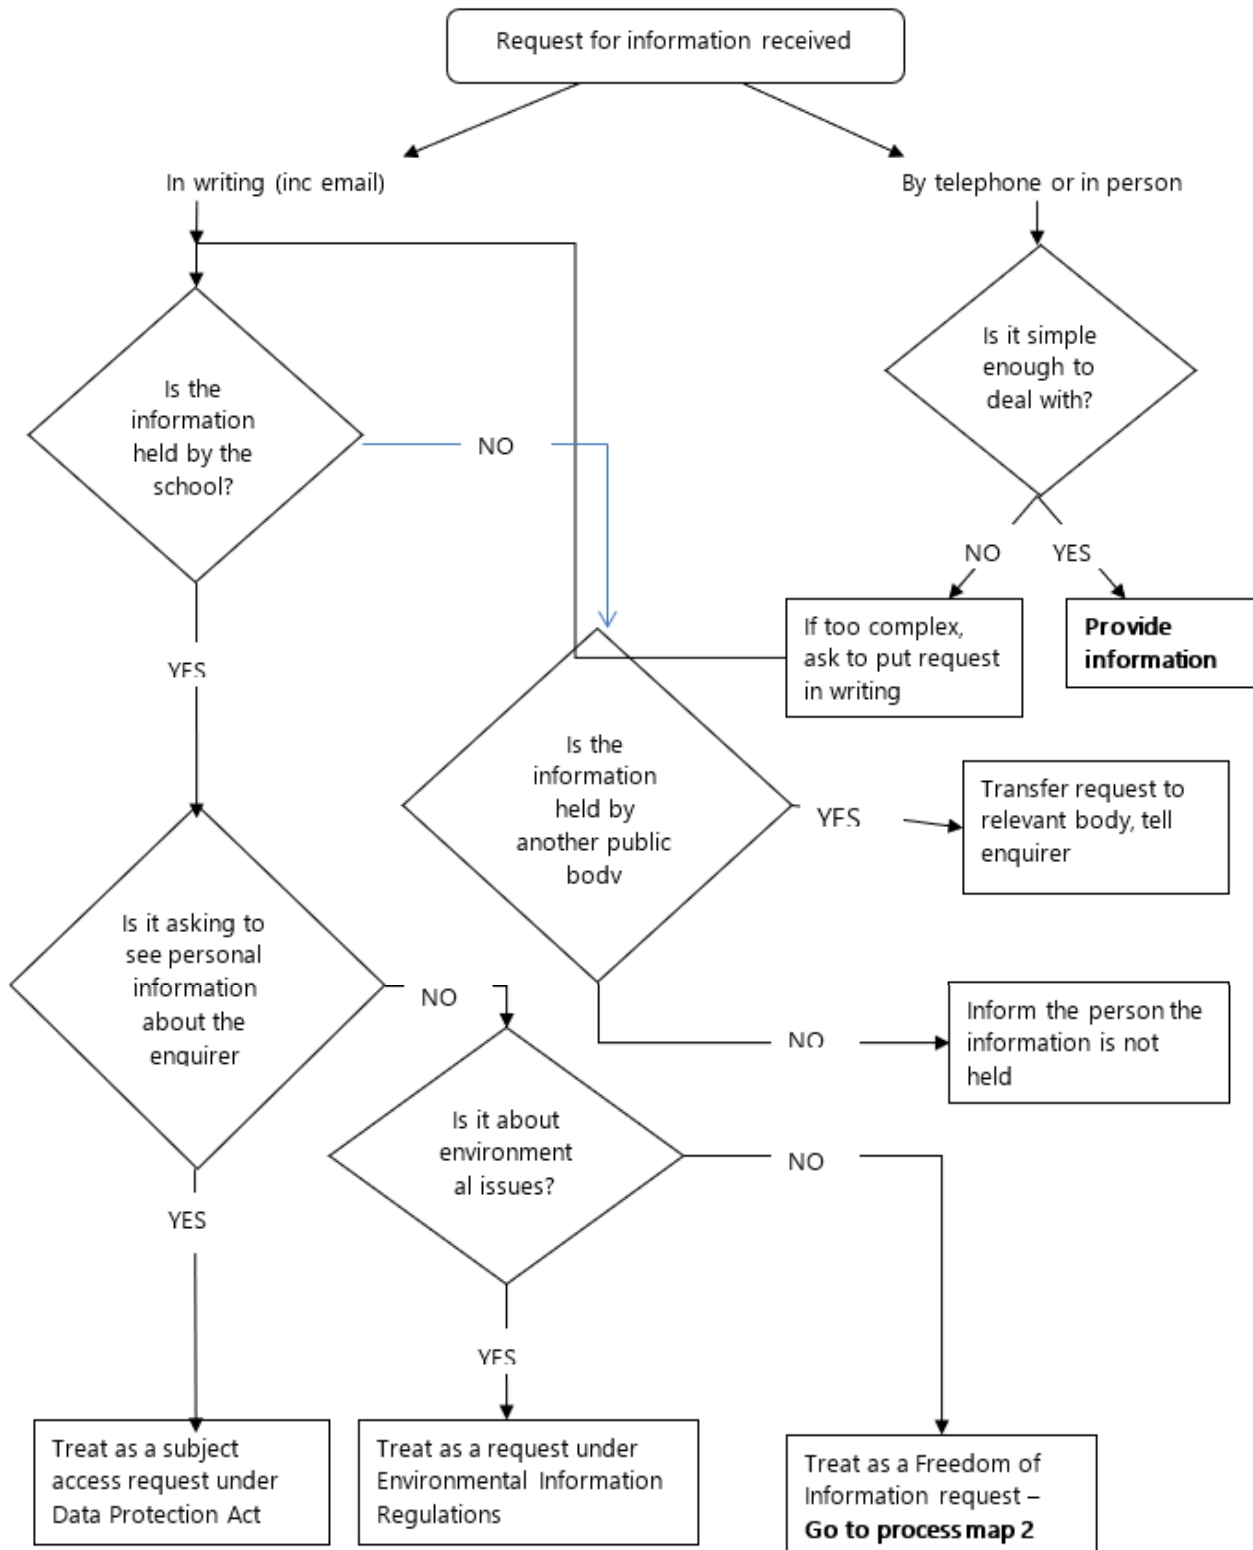 Request for information received
In writing (inc email)
By telephone or in person
Is it simple
enough to
deal with?
Is the
information
held by the
school?
NO
NO
YES
If too complex,
ask to put request
in writing
Provide
information
YES
Is the
information
held by
another public
body
YES
Transfer request to
relevant body, tell
enquirer
Is it asking to
see personal
information
about the
enquirer
NO
NO
Inform the person the
information is not
held
Is it about
environment
al issues?
NO
YES
YES
Treat as a subject
access request under
Data Protection Act
Treat as a request under
Environmental Information
Regulations
Treat as a Freedom of
Information request –
Go to process map 2